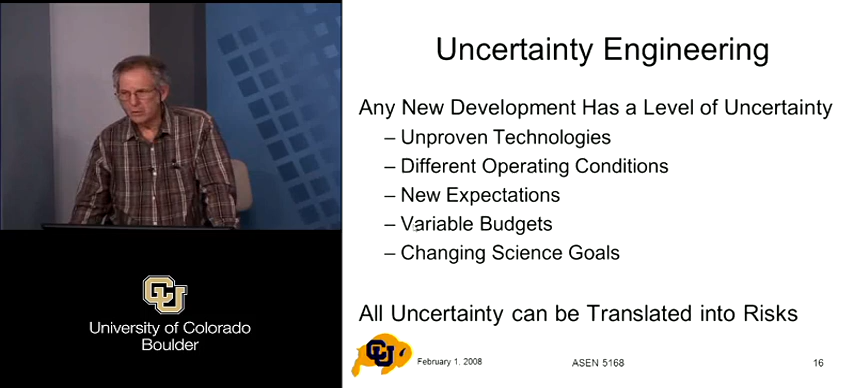 Uncertainty Engineering
Any New Development Has a Level of Uncertainty
– Unproven Technologies
– Different Operating Conditions
– New Expectations
– Variable Budgets
– Changing Science Goals
All Uncertainty can be Translated into Risks
CU
University of Colorado
Boulder
CU
February 1, 2008
ASEN 5168
16